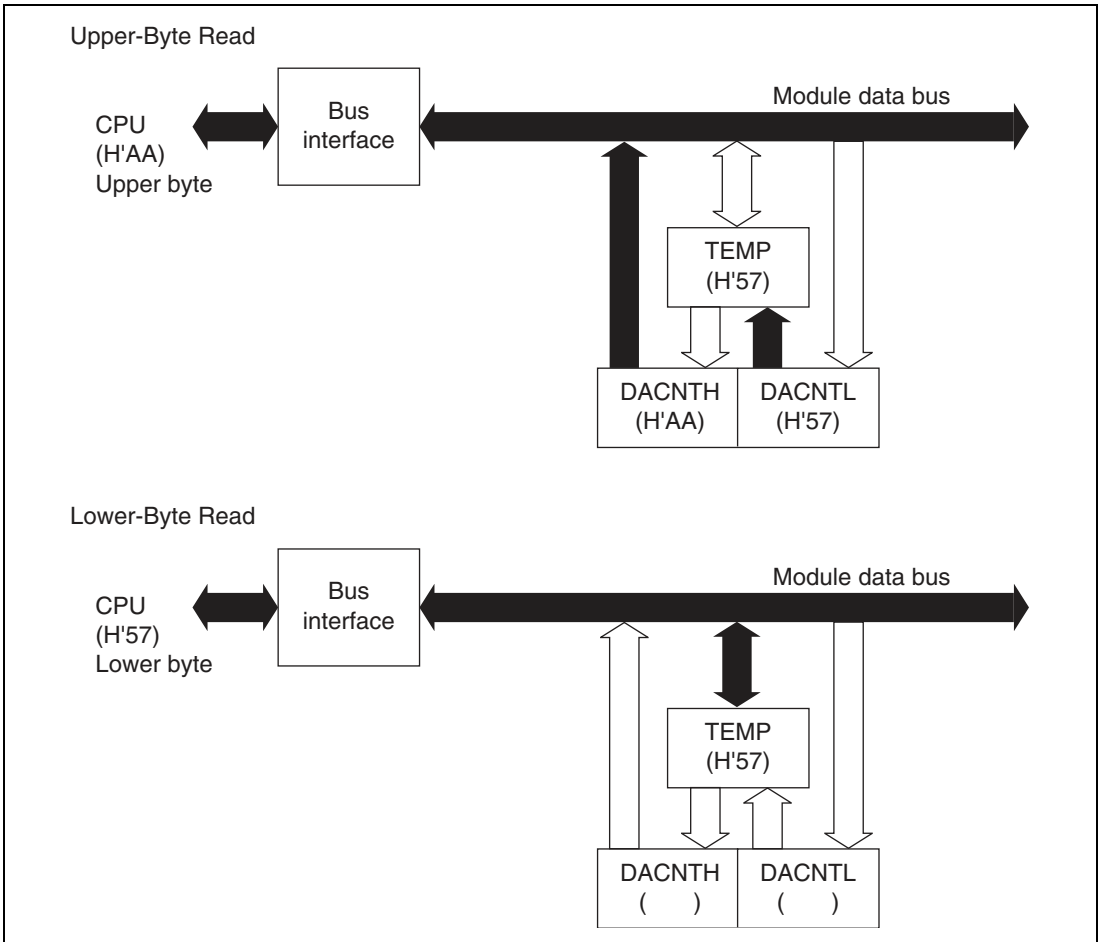 Upper-Byte Read
CPU
(H'AA)
Upper byte
Bus
interface
Module data bus
TEMP
(H'57)
DACNTH
(H'AA)
DACNTL
(H'57)
Lower-Byte Read
CPU
(H'57)
Lower byte
Bus
interface
Module data bus
TEMP
(H'57)
DACNTH
( )
DACNTL
( )